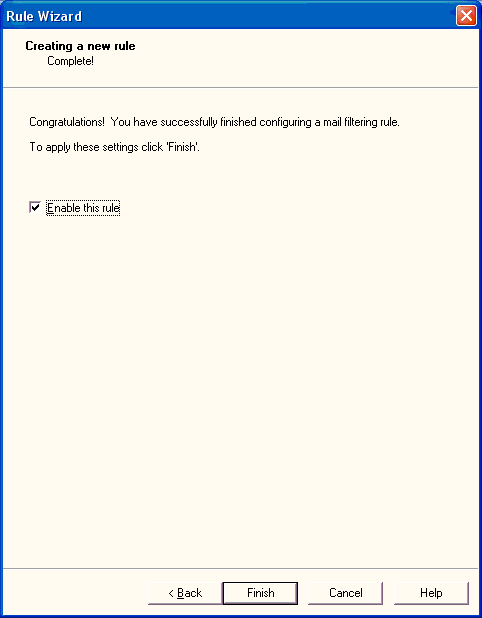 Rule Wizard
Creating a new rule
Complete!
Congratulations!  You have successfully finished configuring a mail filtering rule.
To apply these settings click 'Finish'.
Enable this rule
< Back
Finish
Cancel
Help